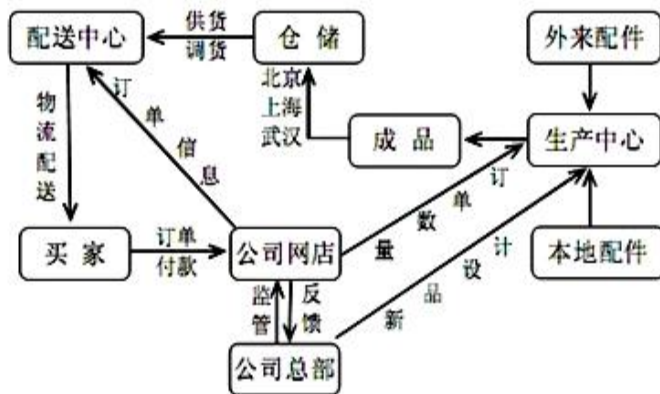 配送中心
供货
调货
仓储
外来配件
物流配送
订单信息
北京
上海
武汉
成品
生产中心
买家
订单
付款
公司网店
订单数量
新品设计
本地配件
监管
反馈
公司总部